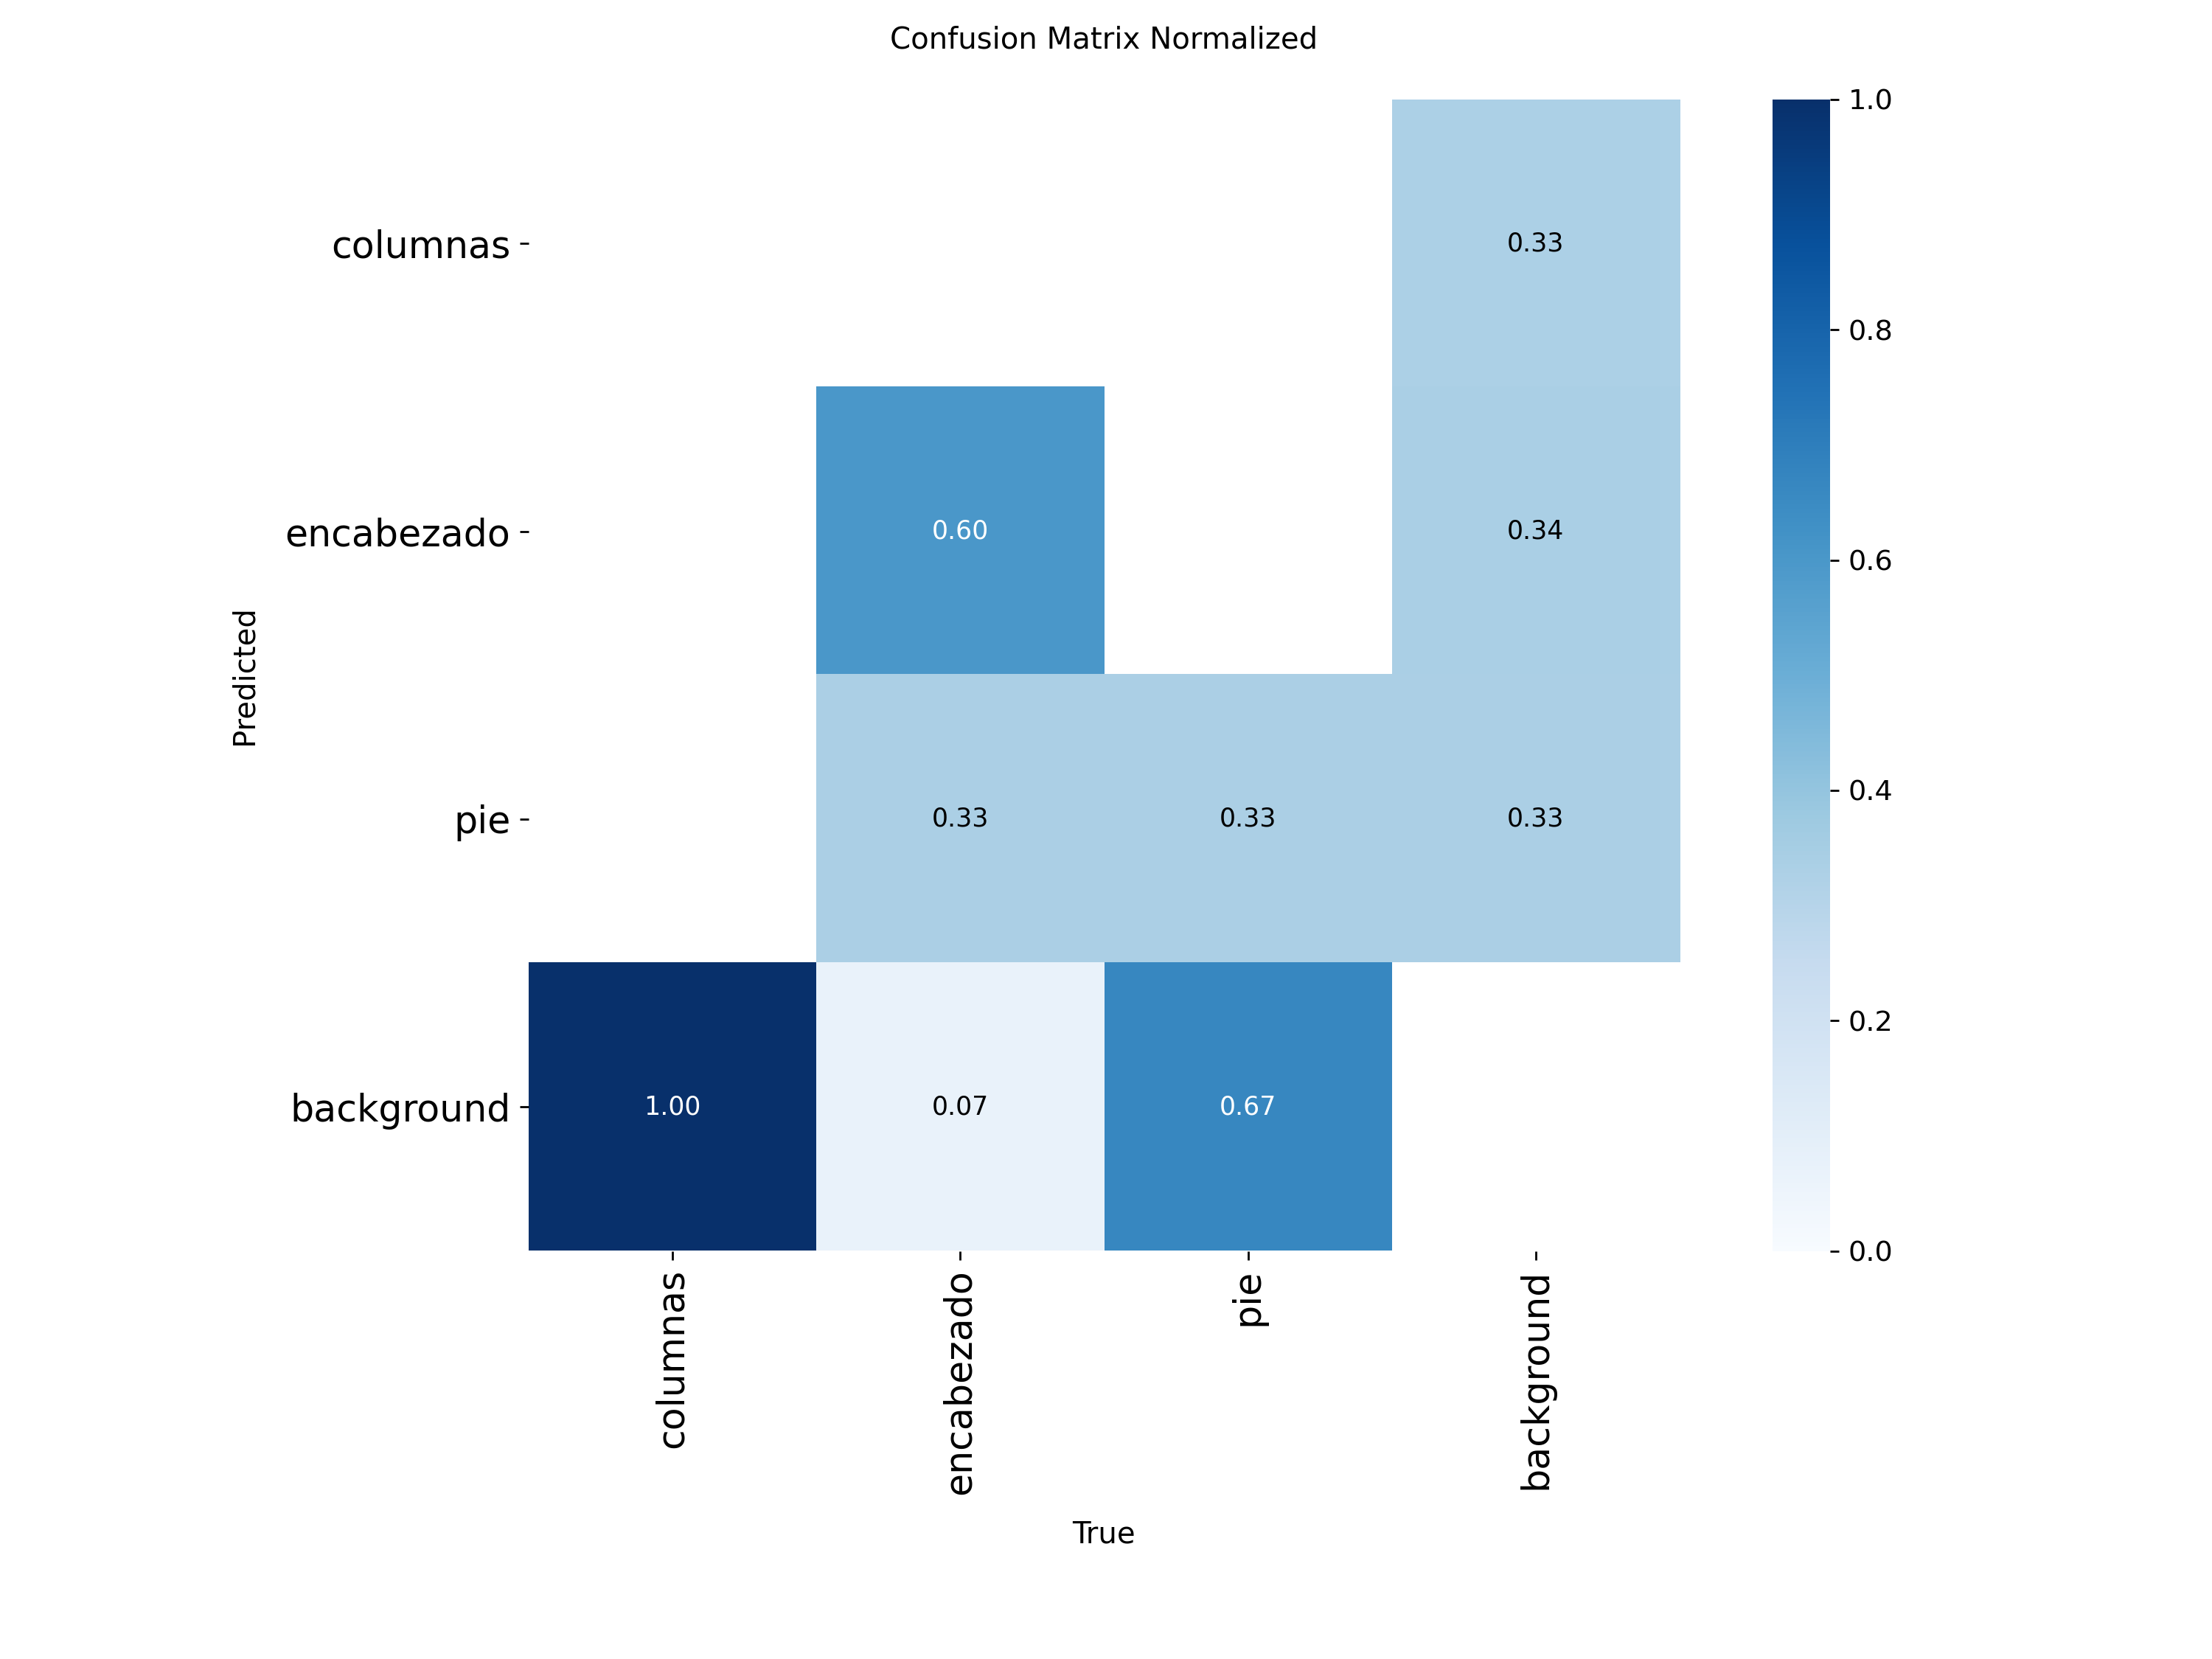 Confusion Matrix Normalized
1.0
columnas
0.33
0.8
encabezado
0.60
0.34
0.6
Predicted
0.4
pie
0.33
0.33
0.33
0.2
background
1.00
0.07
0.67
0.0
columnas
encabezado
pie
background
True